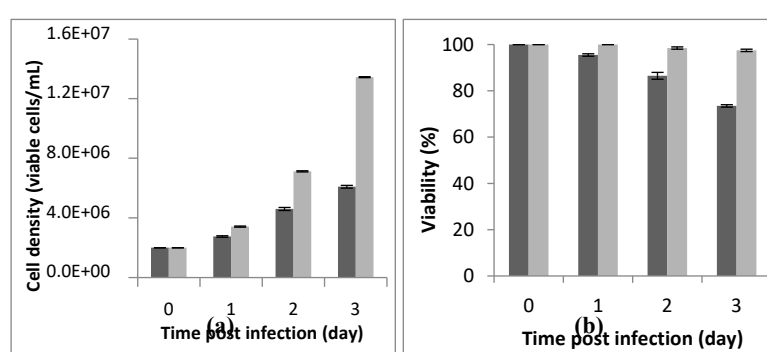 Cell density (viable cells/mL)
1.6E+07
1.2E+07
8.0E+06
4.0E+06
0.0E+00
0 1 2 3
Time post infection (day)
(a)
Viability (%)
100
80
60
40
20
0
0 1 2 3
Time post infection (day)
(b)